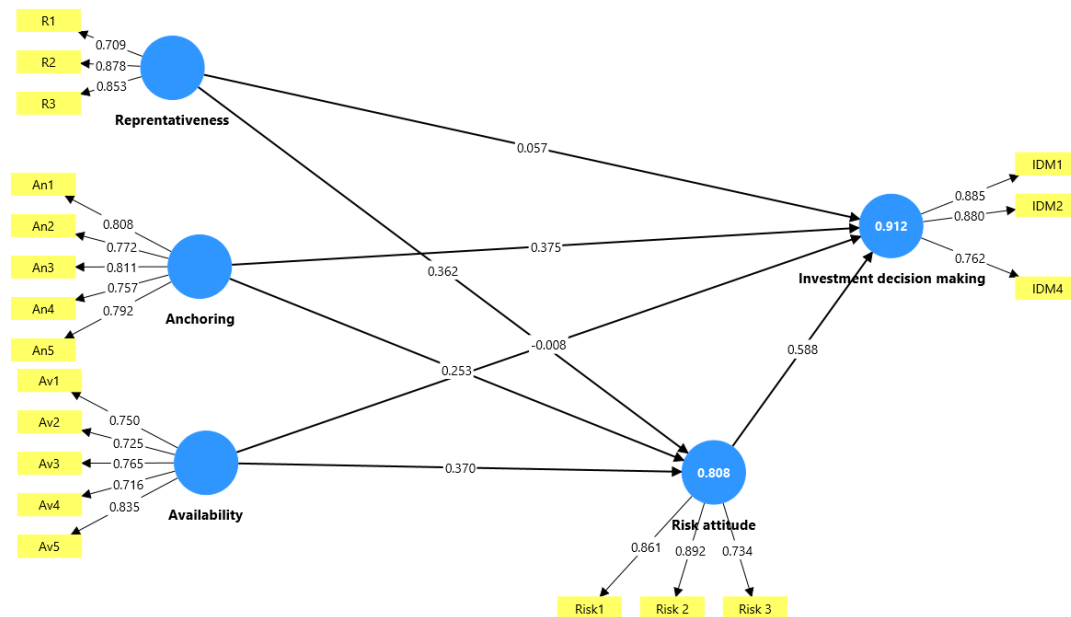 R1
0.709
R2
0.878
R3
0.853
Reprentativeness
0.057
An1
0.808
An2
0.772
An3
0.811
An4
0.757
An5
0.792
Anchoring
0.375
0.362
0.253
-0.008
Av1
0.750
Av2
0.725
Av3
0.765
Av4
0.716
Av5
0.835
Availability
0.370
IDM1
0.885
IDM2
0.880
IDM4
0.762
0.912
Investment decision making
0.588
0.808
Risk attitude
0.861
0.892
0.734
Risk1
Risk 2
Risk 3